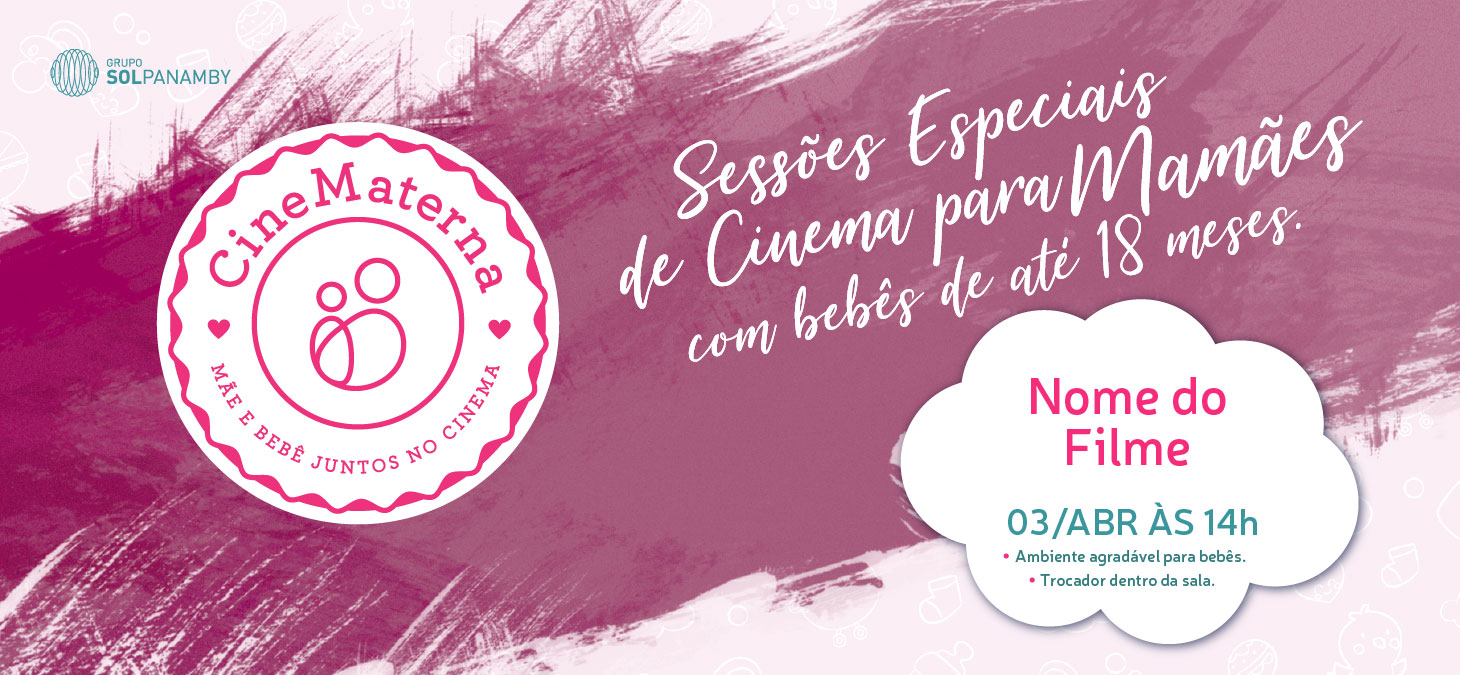 GRUPO
SOLPANAMBY
CineMaterna
MÃE E BEBÊ JUNTOS NO CINEMA
Sessões Especiais
de Cinema para Mamães
com bebês de até 18 meses.
Nome do
Filme
03/ABR ÀS 14h
• Ambiente agradável para bebês.
• Trocador dentro da sala.